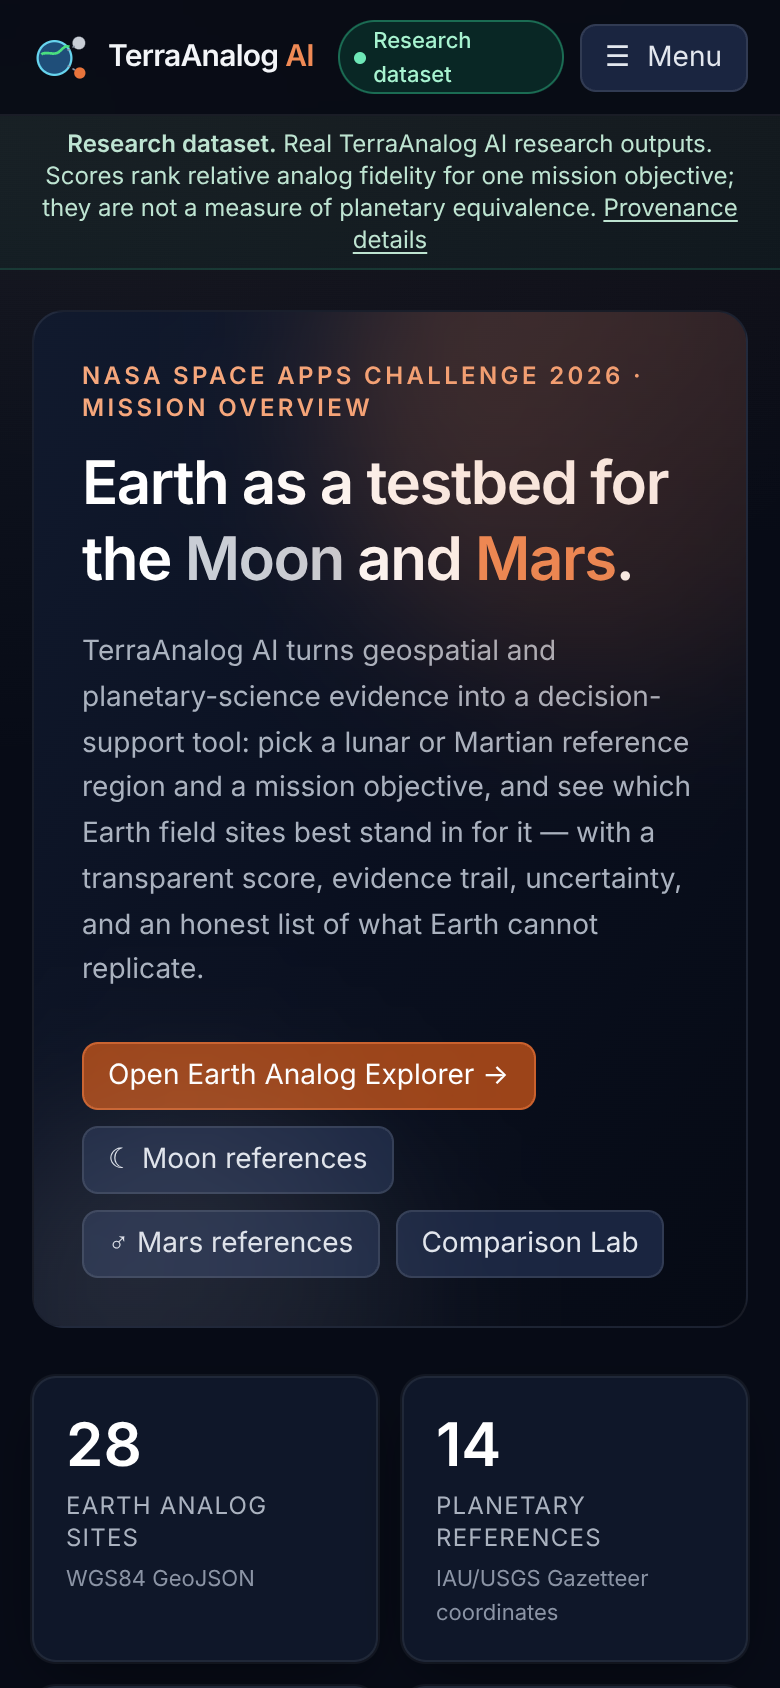 TerraAnalog AI
Research
dataset
☰ Menu
Research dataset. Real TerraAnalog AI research outputs.
Scores rank relative analog fidelity for one mission objective;
they are not a measure of planetary equivalence. Provenance
details
NASA SPACE APPS CHALLENGE 2026 ·
MISSION OVERVIEW
Earth as a testbed for
the Moon and Mars.
TerraAnalog AI turns geospatial and
planetary-science evidence into a decision-
support tool: pick a lunar or Martian reference
region and a mission objective, and see which
Earth field sites best stand in for it — with a
transparent score, evidence trail, uncertainty,
and an honest list of what Earth cannot
replicate.
Open Earth Analog Explorer →
☾ Moon references
♂ Mars references
Comparison Lab
28
EARTH ANALOG
SITES
WGS84 GeoJSON
14
PLANETARY
REFERENCES
IAU/USGS Gazetteer
coordinates